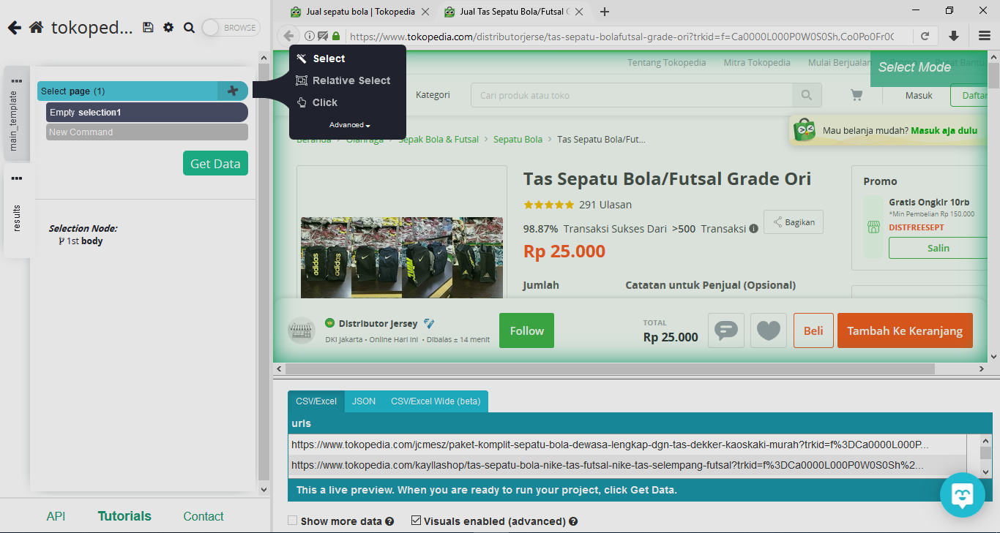 tokoped...
BROWSE
main_template
results
Select page (1)
Empty selection1
New Command
Get Data
Selection Node:
1st body
API
Tutorials
Contact
Jual sepatu bola | Tokopedia
Jual Tas Sepatu Bola/Futsal
https://www.tokopedia.com/distributorjerse/tas-sepatu-bolafutsal-grade-ori?trkid=f=Ca0000L000P0W0S0Sh,Co0Po0Fr0
Select
Relative Select
Click
Advanced
Tentang Tokopedia
Mitra Tokopedia
Mulai Berjualan
Select Mode
Kategori
Cari produk atau toko
Masuk
Daftar
Mau belanja mudah? Masuk aja dulu
Beranda
Olahraga
Sepak Bola & Futsal
Sepatu Bola
Tas Sepatu Bola/Fut...
Tas Sepatu Bola/Futsal Grade Ori
291 Ulasan
98.87% Transaksi Sukses Dari >500 Transaksi
Bagikan
Rp 25.000
Jumlah
Catatan untuk Penjual (Opsional)
Promo
Gratis Ongkir 10rb
*Min Pembelian Rp 150.000
DISTFREESEPT
Salin
adidas
adidas
Distributor Jersey
DKI Jakarta • Online Hari Ini • Dibalas ± 14 menit
Follow
TOTAL
Rp 25.000
Beli
Tambah Ke Keranjang
CSV/Excel
JSON
CSV/Excel Wide (beta)
urls
https://www.tokopedia.com/jcmesz/paket-komplit-sepatu-bola-dewasa-lengkap-dgn-tas-dekker-kaoskaki-murah?trkid=f%3DCa0000L000P...
https://www.tokopedia.com/kayllashop/tas-sepatu-bola-nike-tas-futsal-nike-tas-selempang-futsal?trkid=f%3DCa0000L000P0W0S0Sh%2...
This a live preview. When you are ready to run your project, click Get Data.
Show more data
Visuals enabled (advanced)